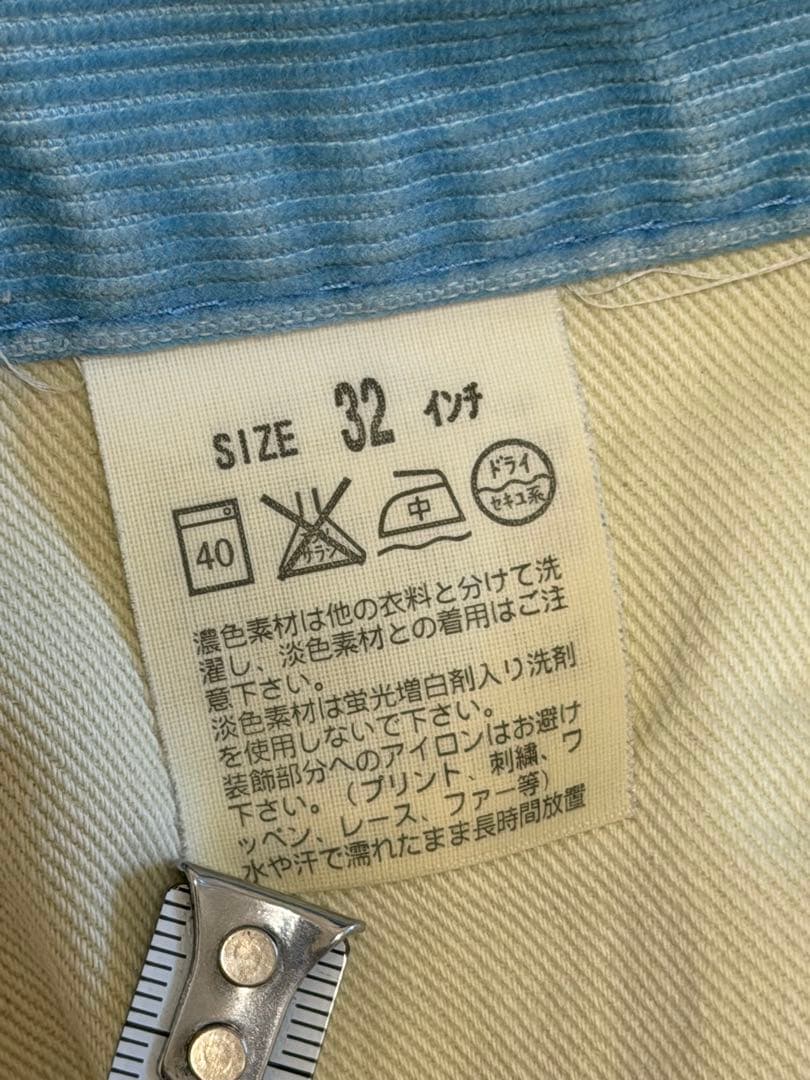 SIZE 32 インチ
40 サラシ 中 ドライ
セキユ系
濃色素材は他の衣料と分けて洗
濯し、淡色素材との着用はご注
意下さい。
淡色素材は蛍光増白剤入り洗剤
を使用しないで下さい。
装飾部分へのアイロンはお避け
下さい。（プリント、刺繍、ワ
ッペン、レース、ファー等）
水や汗で濡れたまま長時間放置